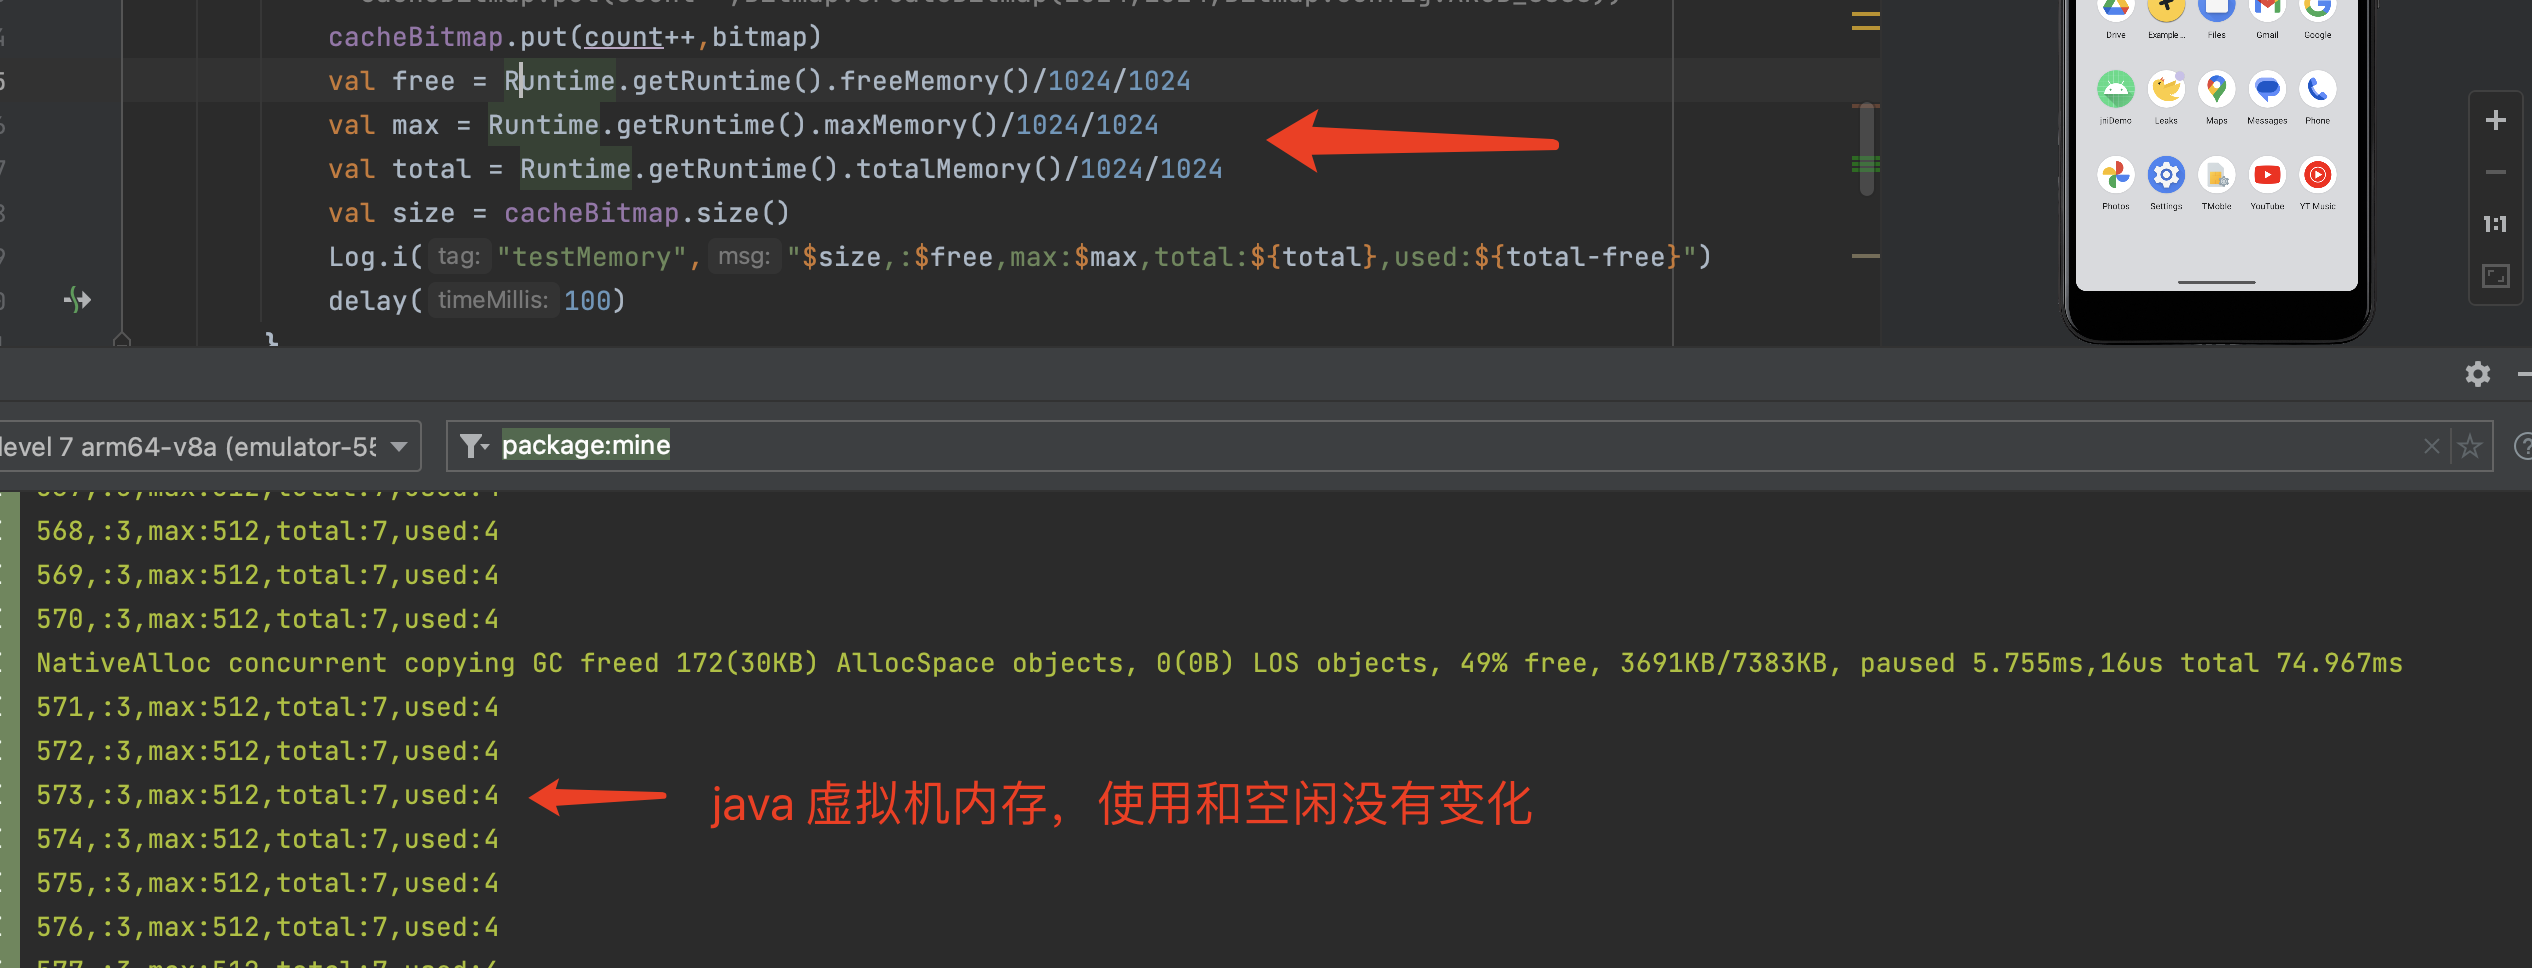 cacheBitmap.put(count++,bitmap)
val free = Runtime.getRuntime().freeMemory()/1024/1024
val max = Runtime.getRuntime().maxMemory()/1024/1024
val total = Runtime.getRuntime().totalMemory()/1024/1024
val size = cacheBitmap.size()
Log.i( tag: "testMemory", msg: "$size,:$free,max:$max,total:${total},used:${total-free}")
delay( timeMillis: 100)
}
Drive Example... Files Gmail Google
jniDemo Leaks Maps Messages Phone
Photos Settings TMoble YouTube YT Music
1:1
level 7 arm64-v8a (emulator-55
package:mine
568,:3,max:512,total:7,used:4
569,:3,max:512,total:7,used:4
570,:3,max:512,total:7,used:4
NativeAlloc concurrent copying GC freed 172(30KB) AllocSpace objects, 0(0B) LOS objects, 49% free, 3691KB/7383KB, paused 5.755ms,16us total 74.967ms
571,:3,max:512,total:7,used:4
572,:3,max:512,total:7,used:4
573,:3,max:512,total:7,used:4
java 虚拟机内存，使用和空闲没有变化
574,:3,max:512,total:7,used:4
575,:3,max:512,total:7,used:4
576,:3,max:512,total:7,used:4
577,:3,max:512,total:7,used:4